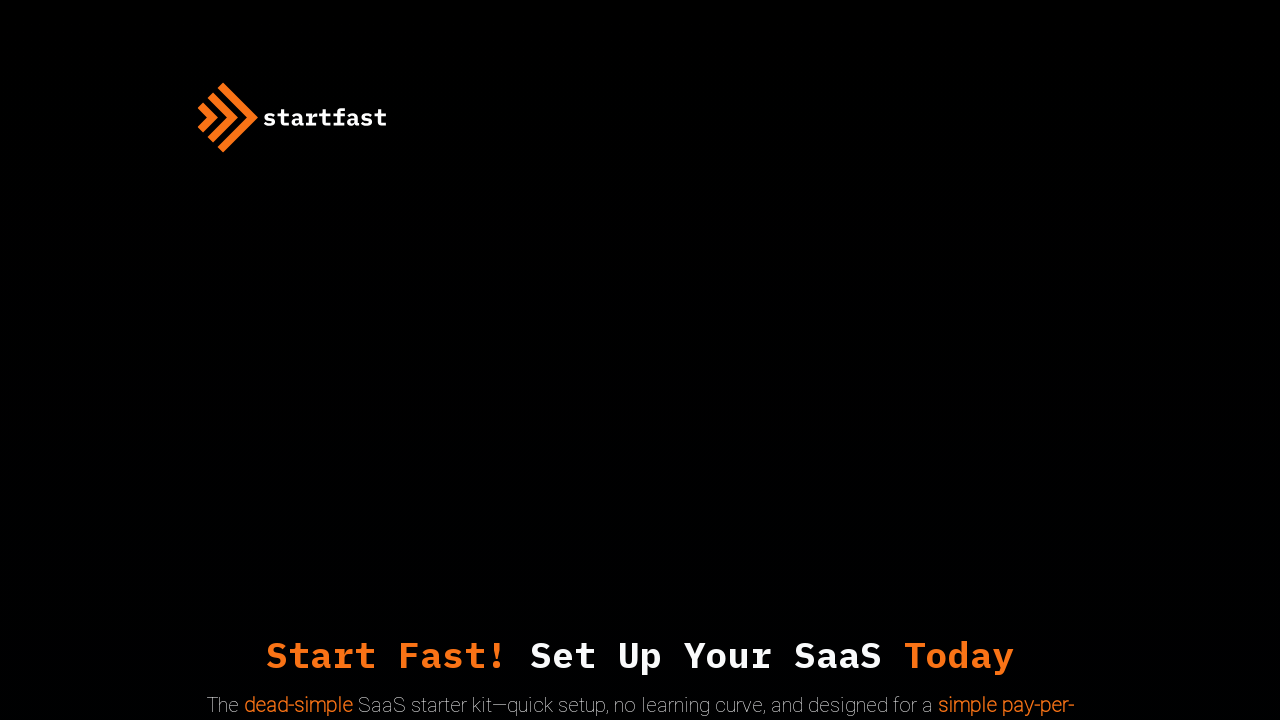 startfast
Start Fast! Set Up Your SaaS Today
The dead-simple SaaS starter kit—quick setup, no learning curve, and designed for a simple pay-per-